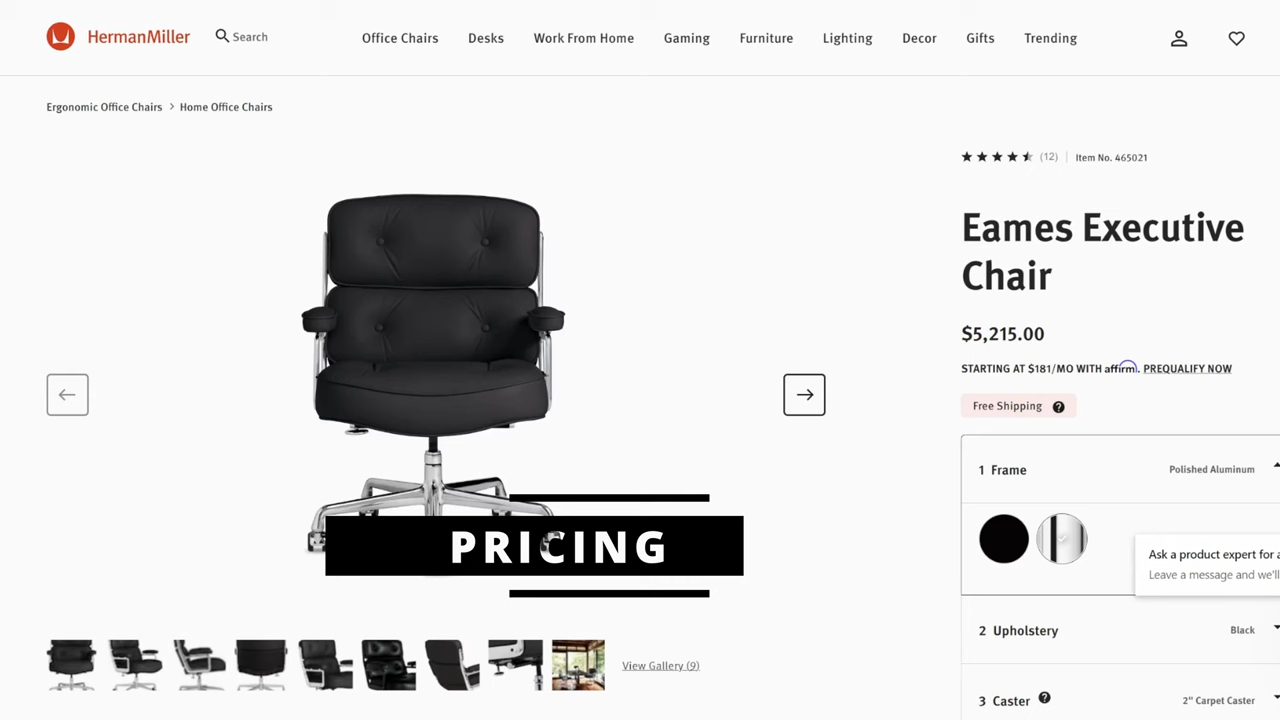 HermanMiller
Search
Office Chairs
Desks
Work From Home
Gaming
Furniture
Lighting
Decor
Gifts
Trending
Ergonomic Office Chairs > Home Office Chairs
(12)
Item No. 465021
Eames Executive
Chair
$5,215.00
STARTING AT $181/MO WITH affirm. PREQUALIFY NOW
Free Shipping ?
1 Frame
Polished Aluminum
PRICING
Ask a product expert for a
Leave a message and we'll
2 Upholstery
Black
View Gallery (9)
3 Caster ?
2" Carpet Caster